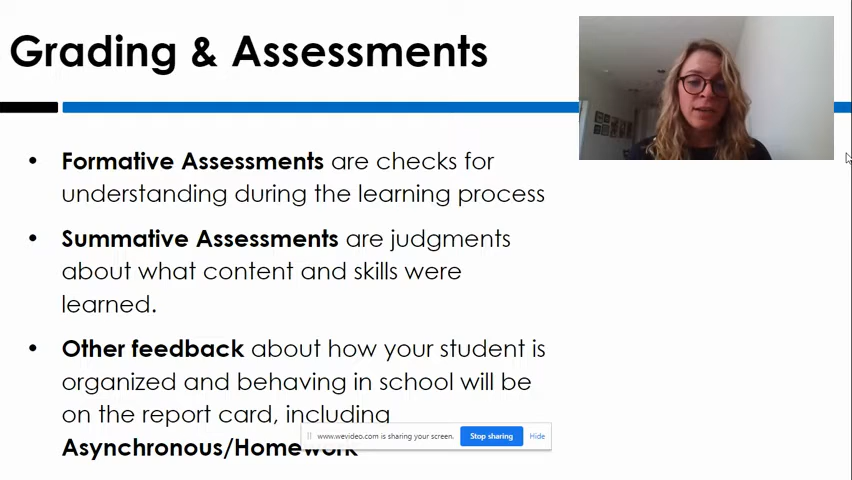 Grading & Assessments
• Formative Assessments are checks for
understanding during the learning process
• Summative Assessments are judgments
about what content and skills were
learned.
• Other feedback about how your student is
organized and behaving in school will be
on the report card, including
Asynchronous/Homework
www.wevideo.com is sharing your screen.
Stop sharing
Hide